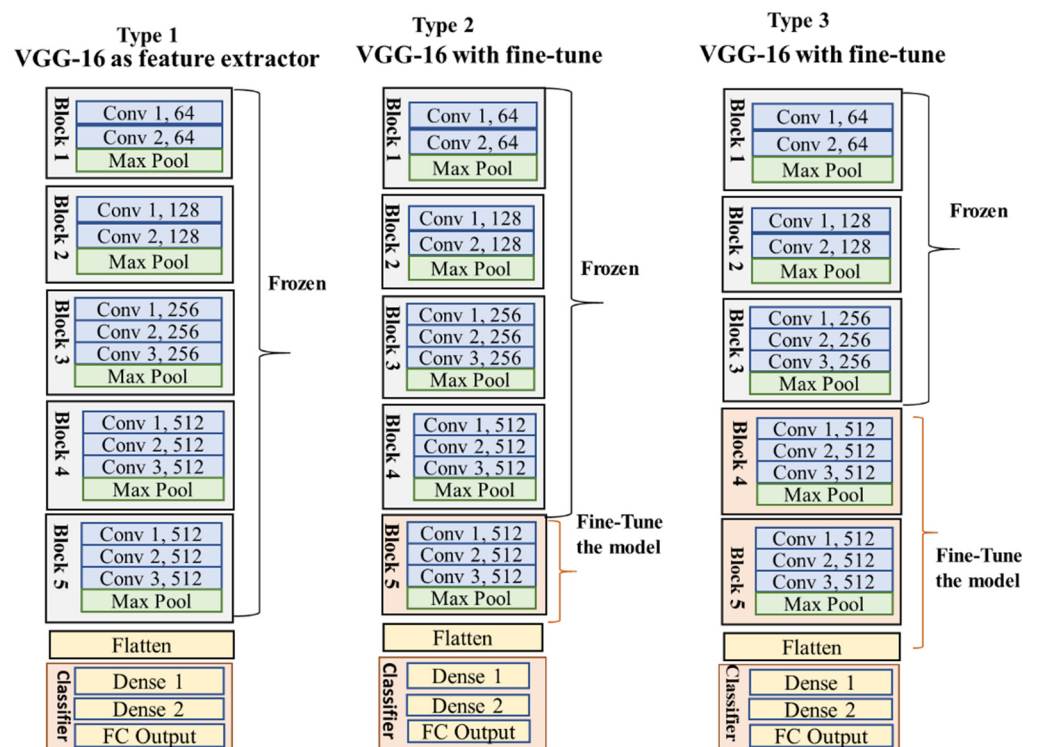 Type 1
VGG-16 as feature extractor
Block 1
Conv 1, 64
Conv 2, 64
Max Pool
Block 2
Conv 1, 128
Conv 2, 128
Max Pool
Block 3
Conv 1, 256
Conv 2, 256
Conv 3, 256
Max Pool
Block 4
Conv 1, 512
Conv 2, 512
Conv 3, 512
Max Pool
Block 5
Conv 1, 512
Conv 2, 512
Conv 3, 512
Max Pool
Frozen
Flatten
Classifier
Dense 1
Dense 2
FC Output
Type 2
VGG-16 with fine-tune
Block 1
Conv 1, 64
Conv 2, 64
Max Pool
Block 2
Conv 1, 128
Conv 2, 128
Max Pool
Block 3
Conv 1, 256
Conv 2, 256
Conv 3, 256
Max Pool
Block 4
Conv 1, 512
Conv 2, 512
Conv 3, 512
Max Pool
Frozen
Block 5
Conv 1, 512
Conv 2, 512
Conv 3, 512
Max Pool
Fine-Tune
the model
Flatten
Classifier
Dense 1
Dense 2
FC Output
Type 3
VGG-16 with fine-tune
Block 1
Conv 1, 64
Conv 2, 64
Max Pool
Block 2
Conv 1, 128
Conv 2, 128
Max Pool
Block 3
Conv 1, 256
Conv 2, 256
Conv 3, 256
Max Pool
Frozen
Block 4
Conv 1, 512
Conv 2, 512
Conv 3, 512
Max Pool
Block 5
Conv 1, 512
Conv 2, 512
Conv 3, 512
Max Pool
Fine-Tune
the model
Flatten
Classifier
Dense 1
Dense 2
FC Output